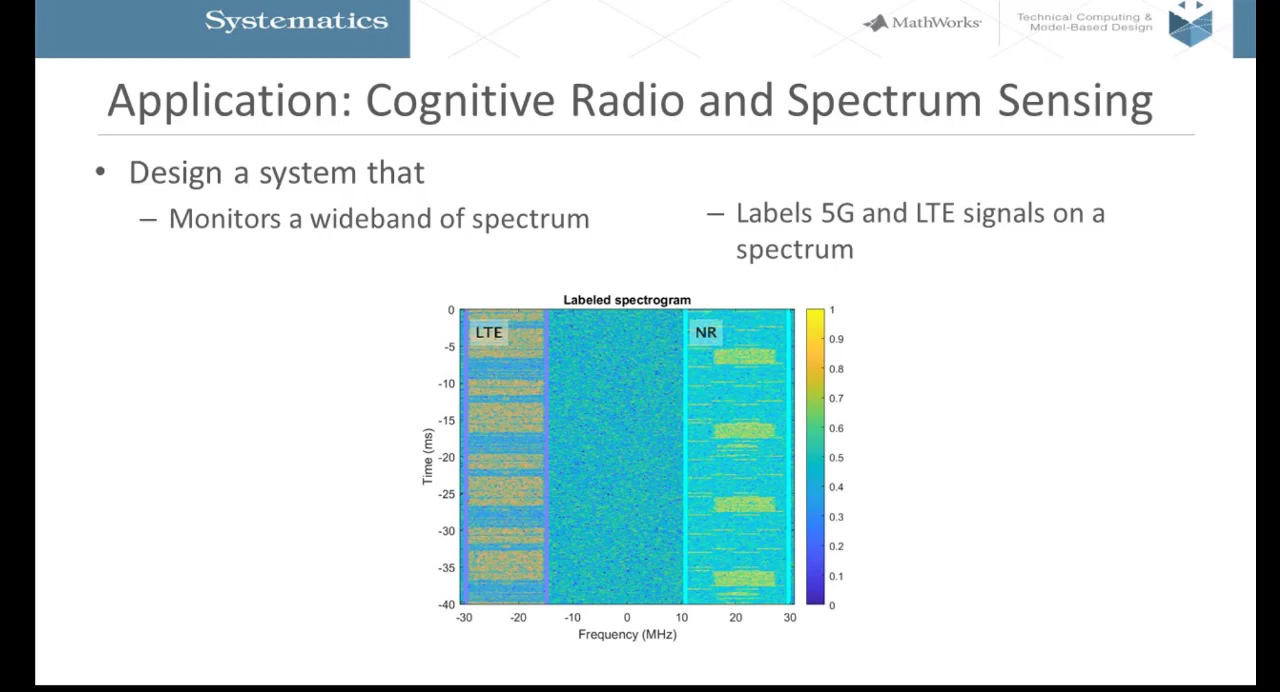 Systematics
MathWorks
Technical Computing &
Model-Based Design
Application: Cognitive Radio and Spectrum Sensing
• Design a system that
– Monitors a wideband of spectrum
– Labels 5G and LTE signals on a
spectrum
Labeled spectrogram
LTE
NR
0
-5
-10
-15
-20
-25
-30
-35
-40
Time (ms)
-30 -20 -10 0 10 20 30
Frequency (MHz)
1
0.9
0.8
0.7
0.6
0.5
0.4
0.3
0.2
0.1
0